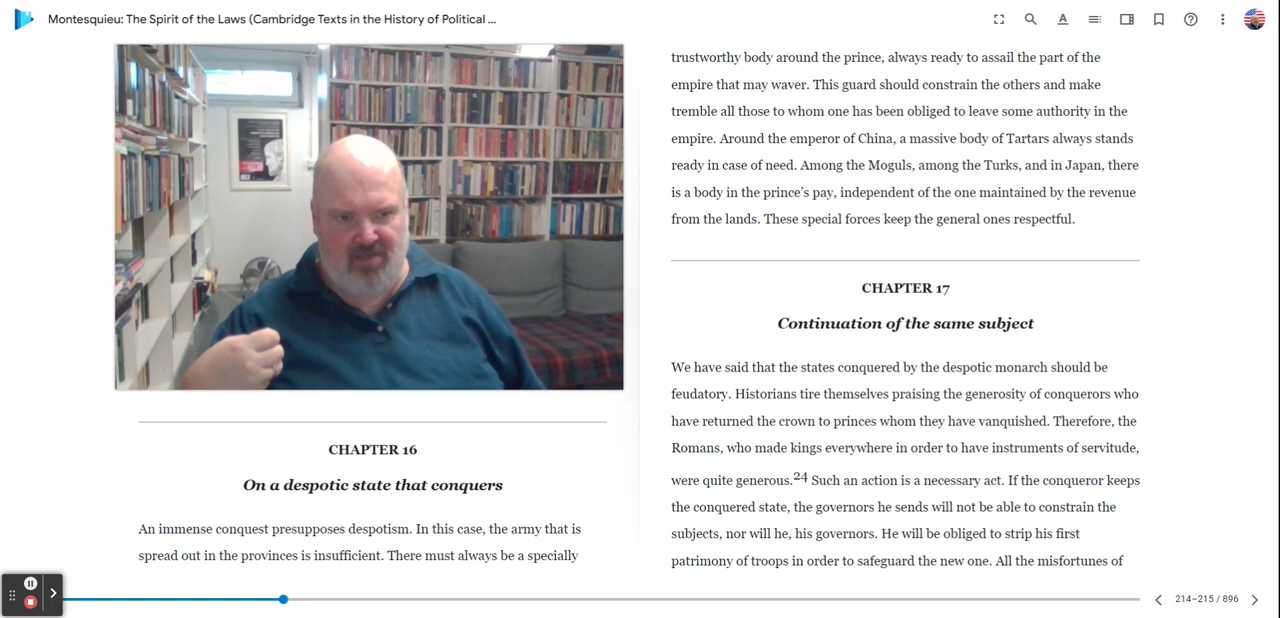 Montesquieu: The Spirit of the Laws (Cambridge Texts in the History of Political ...
CHAPTER 16
On a despotic state that conquers
An immense conquest presupposes despotism. In this case, the army that is
spread out in the provinces is insufficient. There must always be a specially
trustworthy body around the prince, always ready to assail the part of the
empire that may waver. This guard should constrain the others and make
tremble all those to whom one has been obliged to leave some authority in the
empire. Around the emperor of China, a massive body of Tartars always stands
ready in case of need. Among the Moguls, among the Turks, and in Japan, there
is a body in the prince's pay, independent of the one maintained by the revenue
from the lands. These special forces keep the general ones respectful.
CHAPTER 17
Continuation of the same subject
We have said that the states conquered by the despotic monarch should be
feudatory. Historians tire themselves praising the generosity of conquerors who
have returned the crown to princes whom they have vanquished. Therefore, the
Romans, who made kings everywhere in order to have instruments of servitude,
were quite generous.24 Such an action is a necessary act. If the conqueror keeps
the conquered state, the governors he sends will not be able to constrain the
subjects, nor will he, his governors. He will be obliged to strip his first
patrimony of troops in order to safeguard the new one. All the misfortunes of
214–215 / 896